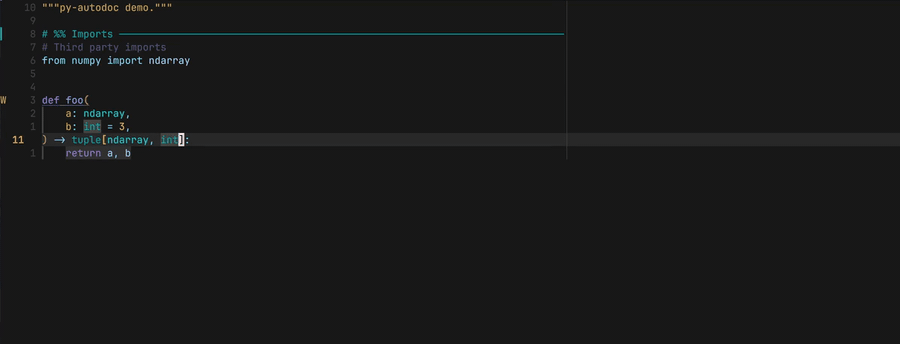 10 """py-autodoc demo."""
9
8 # %% Imports ──────────────────────────────
7 # Third party imports
6 from numpy import ndarray
5
4
W 3 def foo(
2     a: ndarray,
1     b: int = 3,
11 ) -> tuple[ndarray, int]:
1     return a, b